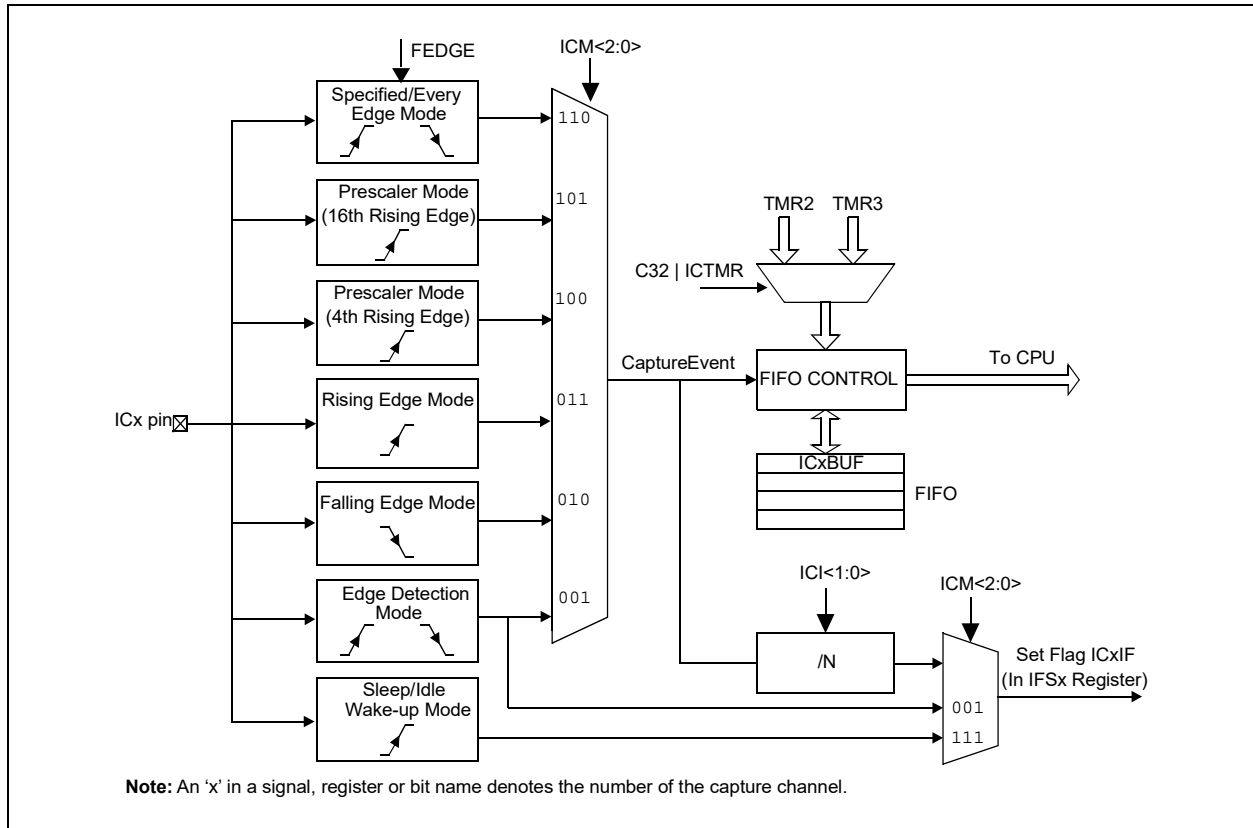 FEDGE
ICM<2:0>
Specified/Every
Edge Mode
110
Prescaler Mode
(16th Rising Edge)
101
TMR2
TMR3
C32 | ICTMR
Prescaler Mode
(4th Rising Edge)
100
CaptureEvent
FIFO CONTROL
To CPU
ICx pin
Rising Edge Mode
011
ICxBUF
FIFO
Falling Edge Mode
010
Edge Detection
Mode
001
ICI<1:0>
ICM<2:0>
/N
Set Flag ICxIF
(In IFSx Register)
Sleep/Idle
Wake-up Mode
001
111
Note: An ‘x’ in a signal, register or bit name denotes the number of the capture channel.